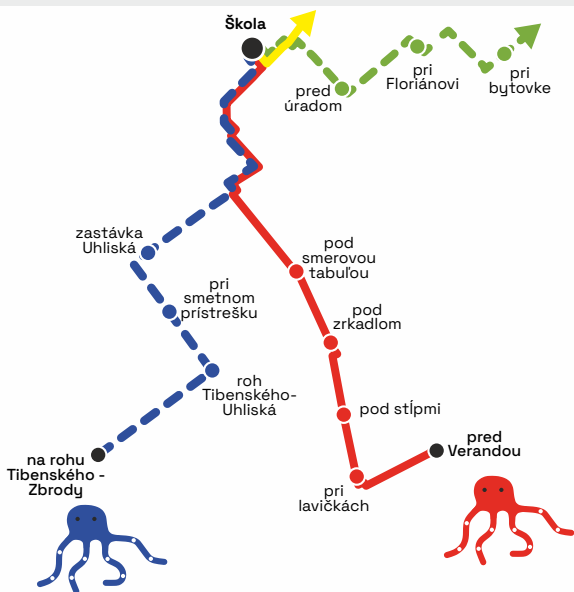 Škola
pred
úradom
pri
Floriánovi
pri
bytovke
zastávka
Uhliská
pri
smetnom
prístrešku
roh
Tibenského-
Uhliská
na rohu
Tibenského -
Zbrody
pod
smerovou
tabuľou
pod
zrkadlom
pod stĺpmi
pri
lavičkách
pred
Verandou